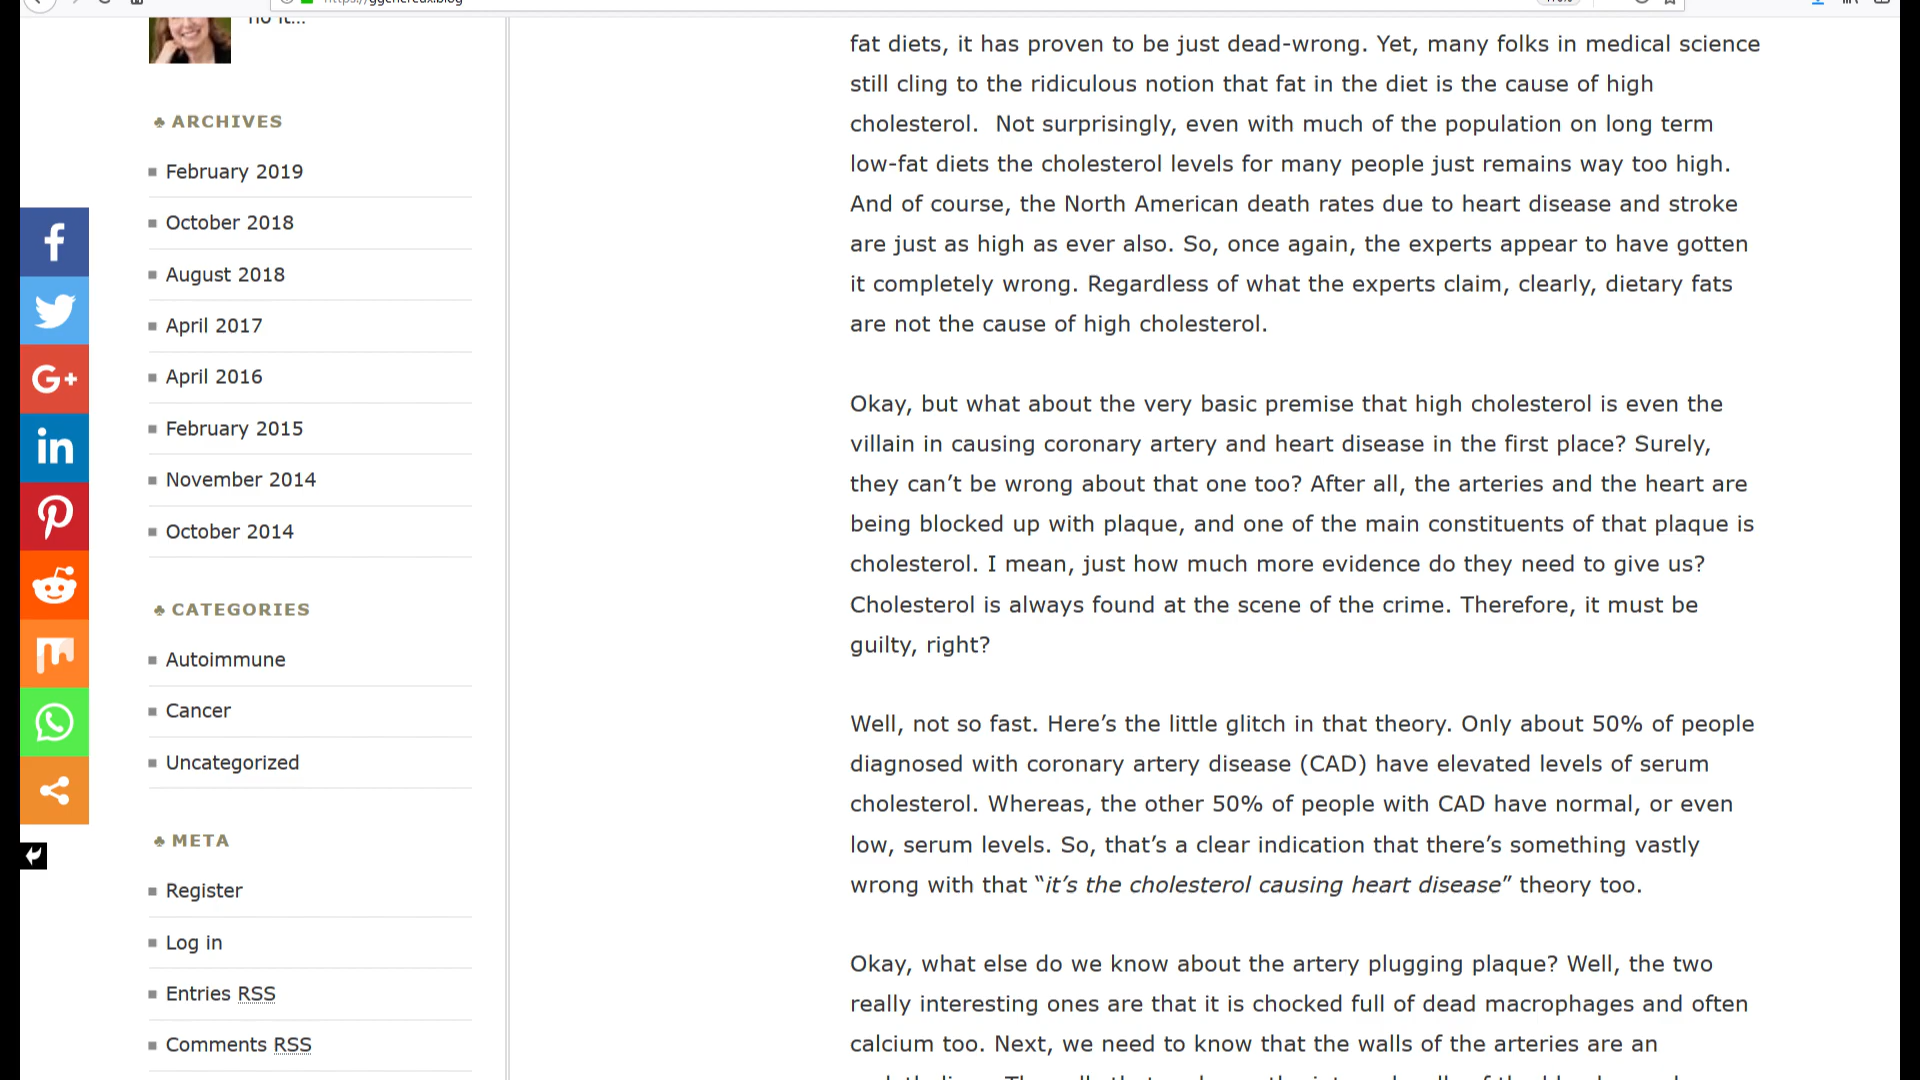 ARCHIVES
February 2019
October 2018
August 2018
April 2017
April 2016
February 2015
November 2014
October 2014
CATEGORIES
Autoimmune
Cancer
Uncategorized
META
Register
Log in
Entries RSS
Comments RSS
fat diets, it has proven to be just dead-wrong. Yet, many folks in medical science
still cling to the ridiculous notion that fat in the diet is the cause of high
cholesterol.  Not surprisingly, even with much of the population on long term
low-fat diets the cholesterol levels for many people just remains way too high.
And of course, the North American death rates due to heart disease and stroke
are just as high as ever also. So, once again, the experts appear to have gotten
it completely wrong. Regardless of what the experts claim, clearly, dietary fats
are not the cause of high cholesterol.
Okay, but what about the very basic premise that high cholesterol is even the
villain in causing coronary artery and heart disease in the first place? Surely,
they can’t be wrong about that one too? After all, the arteries and the heart are
being blocked up with plaque, and one of the main constituents of that plaque is
cholesterol. I mean, just how much more evidence do they need to give us?
Cholesterol is always found at the scene of the crime. Therefore, it must be
guilty, right?
Well, not so fast. Here’s the little glitch in that theory. Only about 50% of people
diagnosed with coronary artery disease (CAD) have elevated levels of serum
cholesterol. Whereas, the other 50% of people with CAD have normal, or even
low, serum levels. So, that’s a clear indication that there’s something vastly
wrong with that “it’s the cholesterol causing heart disease” theory too.
Okay, what else do we know about the artery plugging plaque? Well, the two
really interesting ones are that it is chocked full of dead macrophages and often
calcium too. Next, we need to know that the walls of the arteries are an